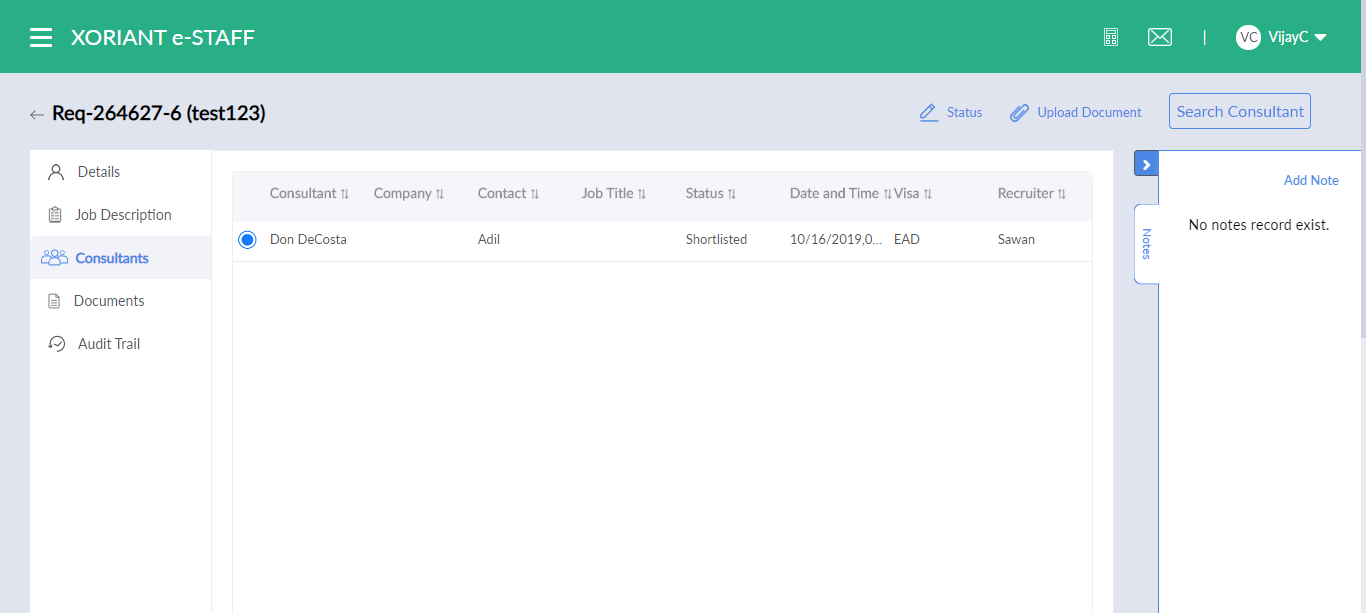 XORIANT e-STAFF
|
VC VijayC
Req-264627-6 (test123)
Status
Upload Document
Search Consultant
Details
Job Description
Consultants
Documents
Audit Trail
Consultant Company Contact Job Title Status Date and Time Visa Recruiter
Don DeCosta Adil Shortlisted 10/16/2019,0... EAD Sawan
Notes
Add Note
No notes record exist.